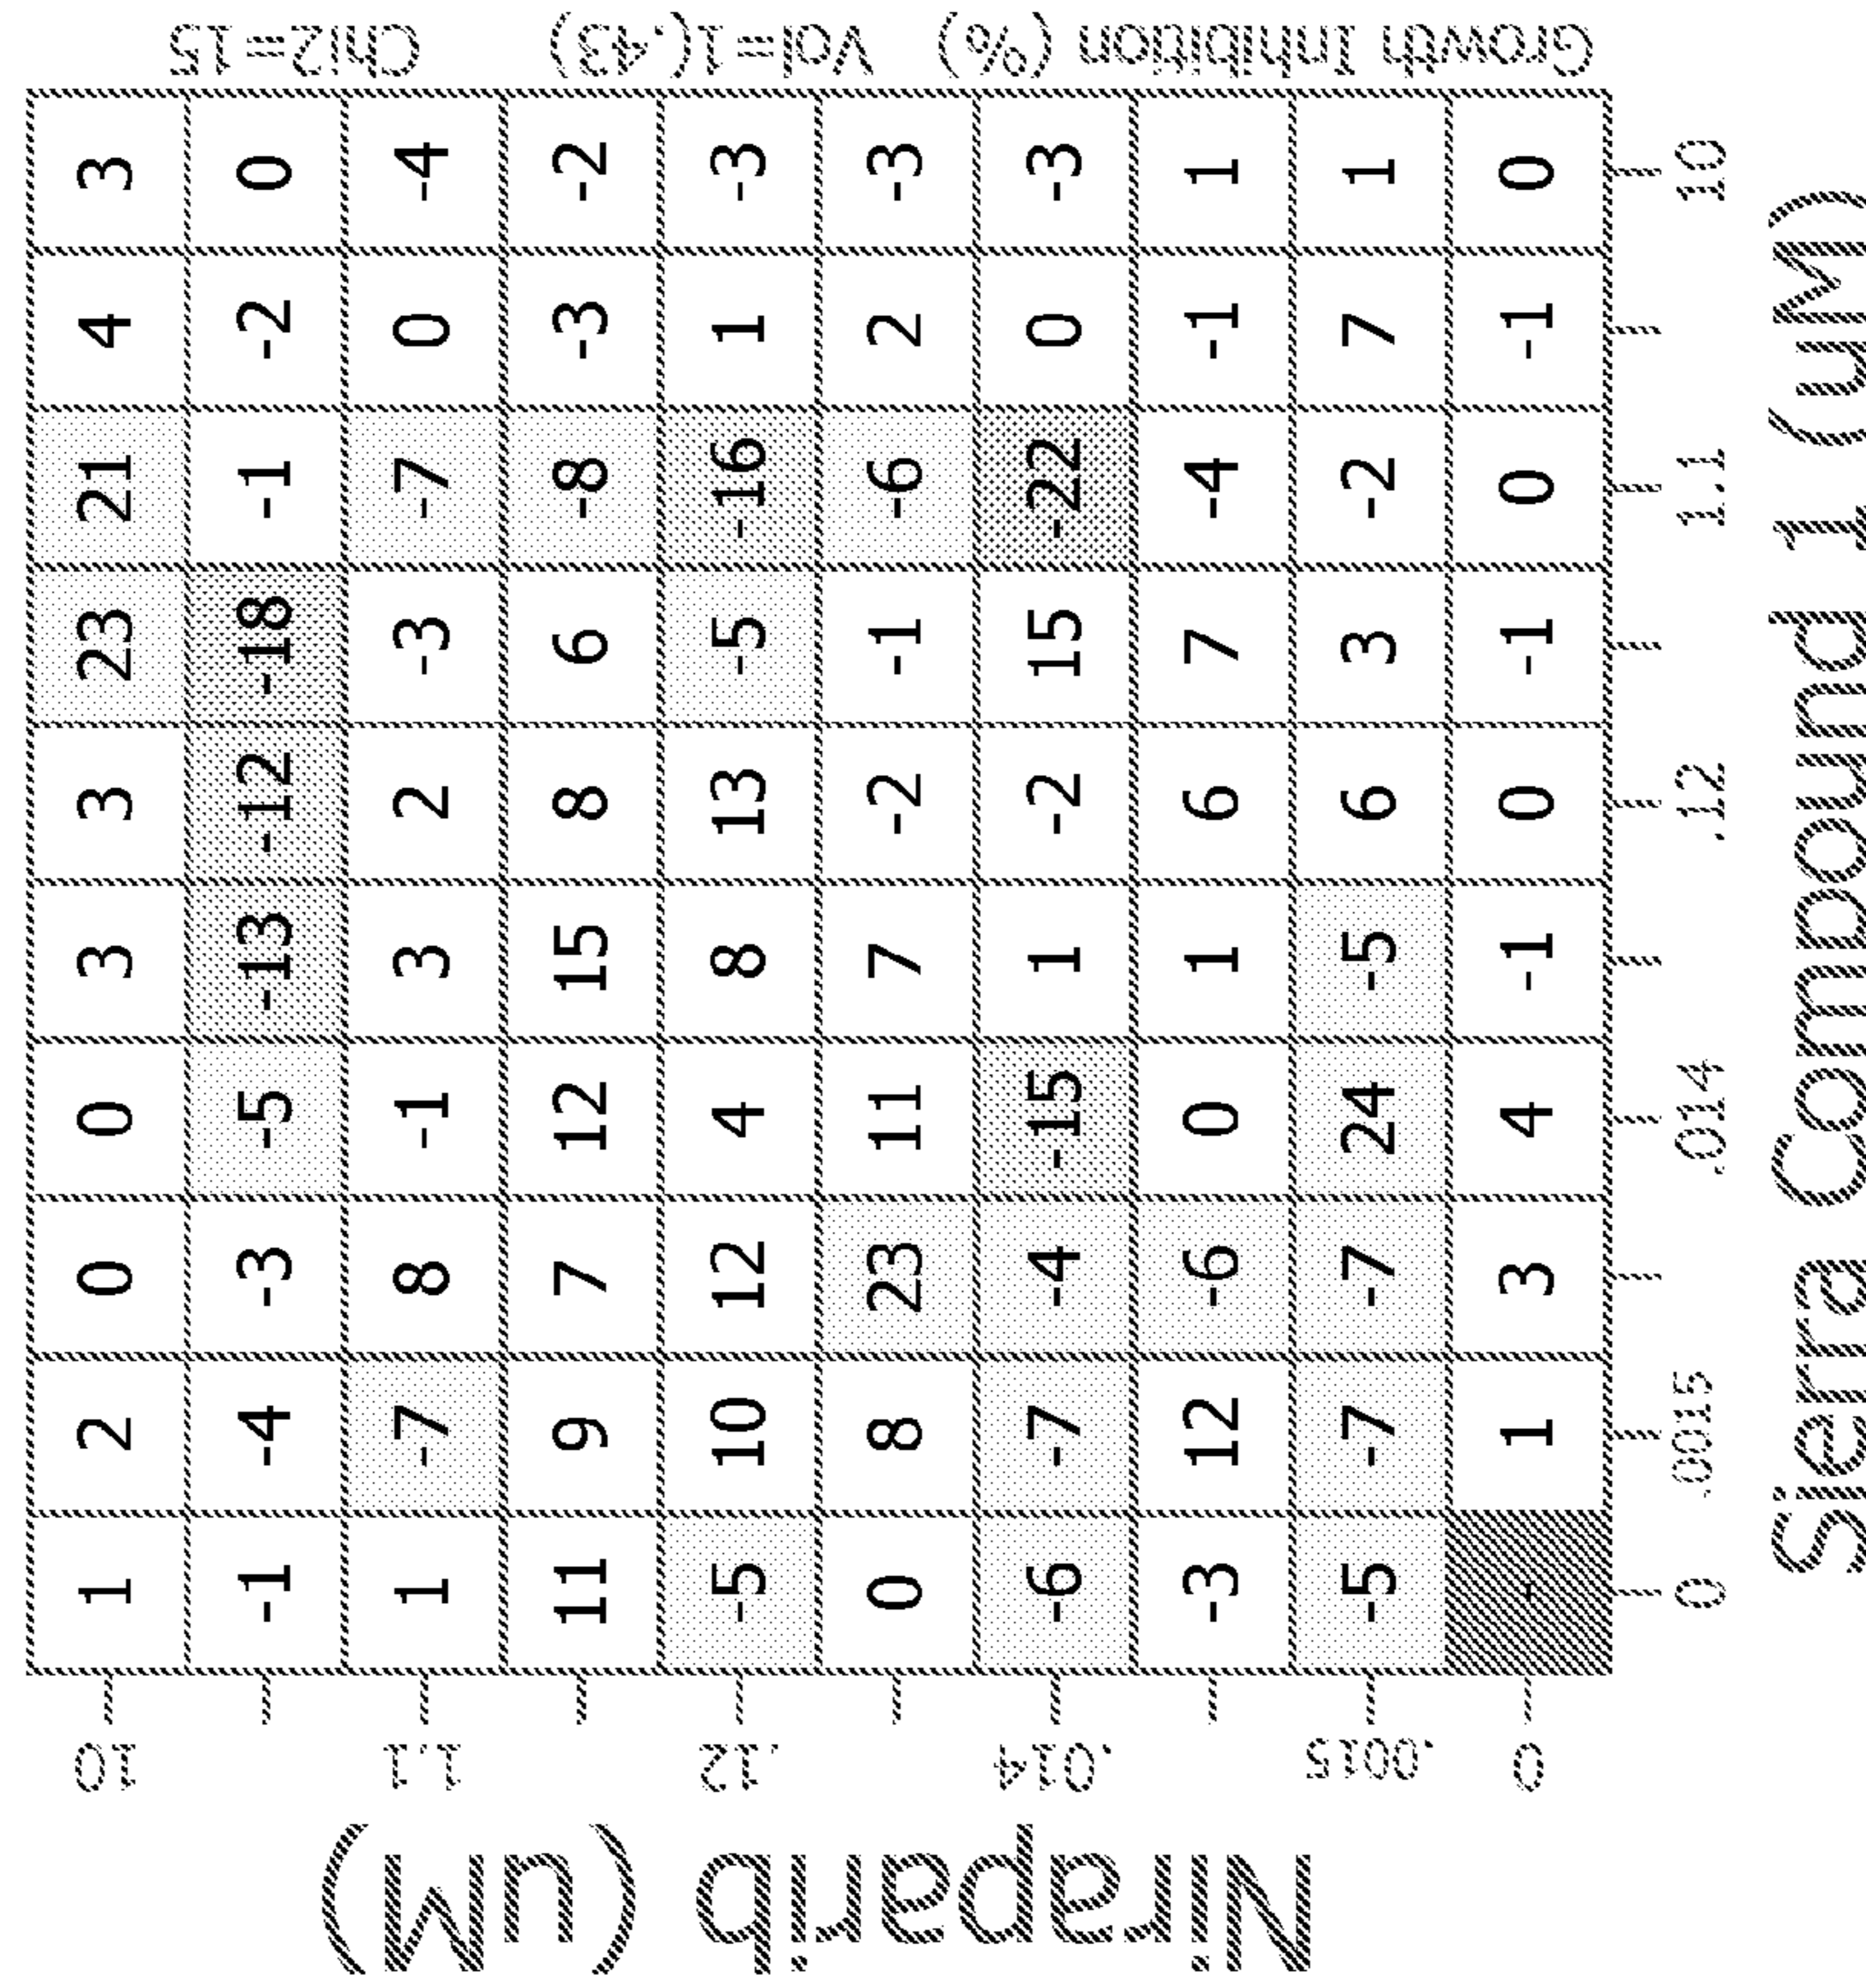 Niraparib (uM)
10 1 2 0 0 3 3 23 21 4 3
-1 -4 -3 -5 -13 -12 -18 -1 -2 0
1.1 1 -7 8 -1 3 2 -3 -7 0 -4
11 9 7 12 15 8 6 -8 -3 -2
.12 -5 10 12 4 8 13 -5 -16 1 -3
0 8 23 11 7 -2 -1 -6 2 -3
.014 -6 -7 -4 -15 1 -2 15 -22 0 -3
-3 12 -6 0 1 6 7 -4 -1 1
.0015 -5 -7 -7 24 -5 6 3 -2 7 1
0 - 1 3 4 -1 0 -1 0 -1 0
0 .0015 .014 .12 1.1 10
Sierra Compound 1 (uM)
Growth Inhibition (%) Vol=1(.43) Chi2=15